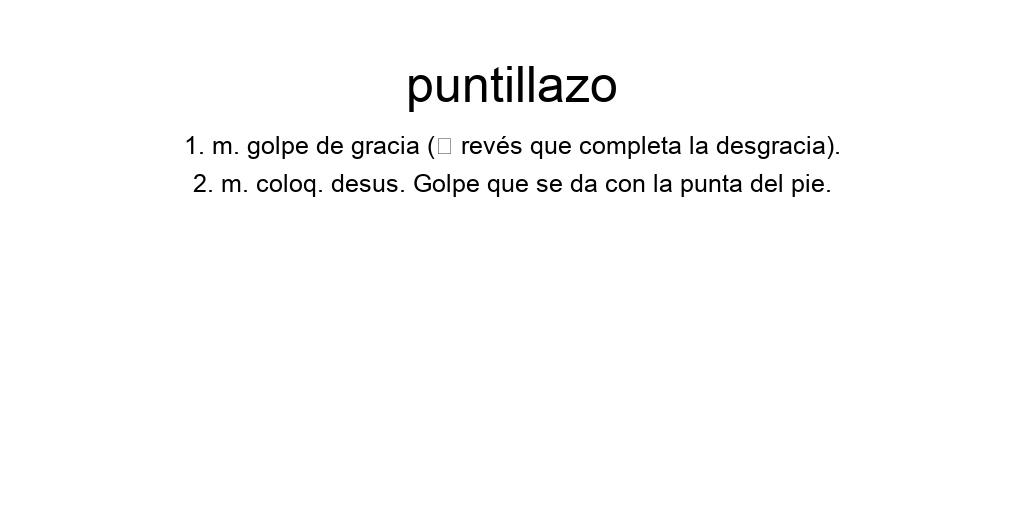 puntillazo
1. m. golpe de gracia (□ revés que completa la desgracia).
2. m. coloq. desus. Golpe que se da con la punta del pie.